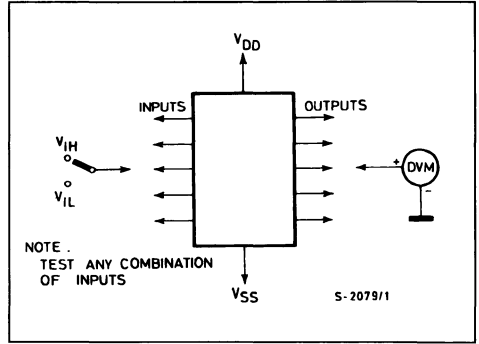 VDD
INPUTS
OUTPUTS
VIH
VIL
+
DVM
-
NOTE.
TEST ANY COMBINATION
OF INPUTS
VSS
S-2079/1